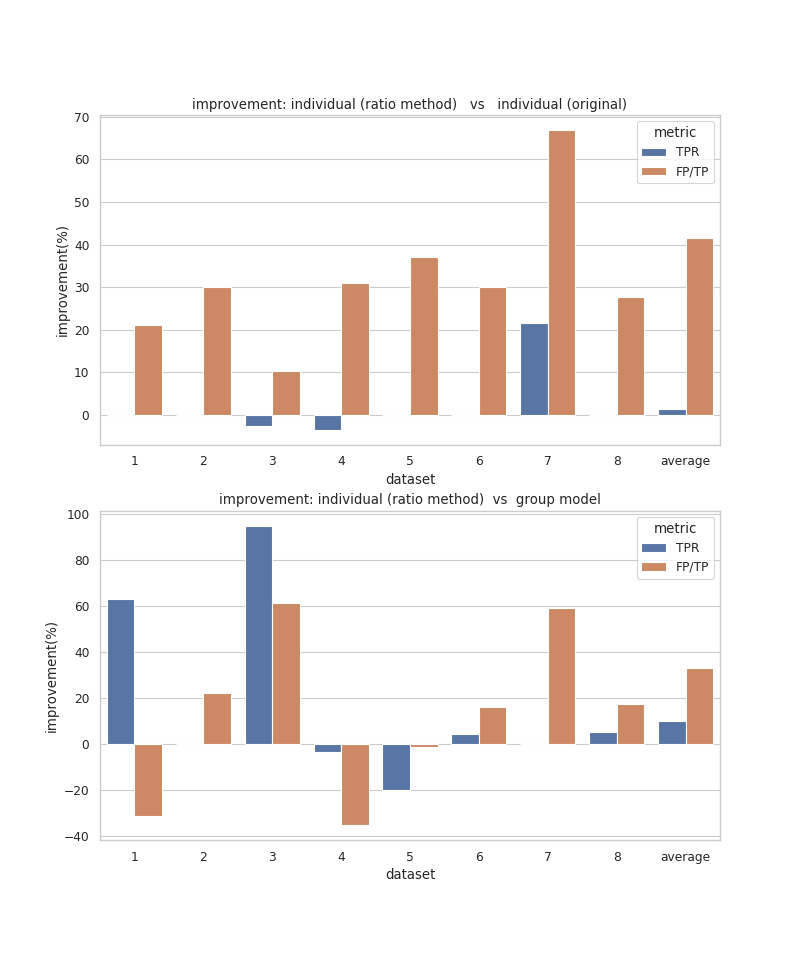 improvement: individual (ratio method)   vs   individual (original)
improvement(%)
70
60
50
40
30
20
10
0
metric
TPR
FP/TP
1 2 3 4 5 6 7 8 average
dataset
improvement: individual (ratio method)  vs  group model
improvement(%)
100
80
60
40
20
0
−20
−40
metric
TPR
FP/TP
1 2 3 4 5 6 7 8 average
dataset